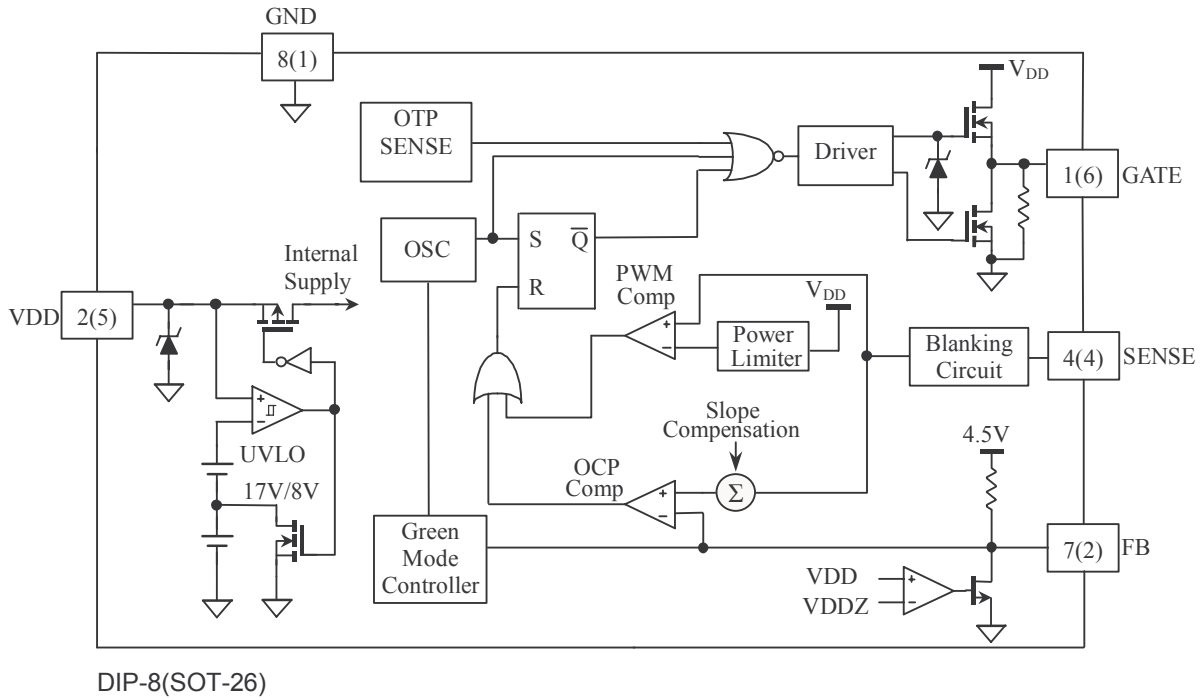 GND
8(1)
V_DD
OTP
SENSE
Driver
1(6)
GATE
OSC
S
Q̅
R
Internal
Supply
VDD
2(5)
PWM
Comp
V_DD
+
−
Power
Limiter
Blanking
Circuit
4(4)
SENSE
+
−
UVLO
17V/8V
Slope
Compensation
4.5V
OCP
Comp
+
−
Σ
Green
Mode
Controller
7(2)
FB
VDD
VDDZ
+
−
DIP-8(SOT-26)